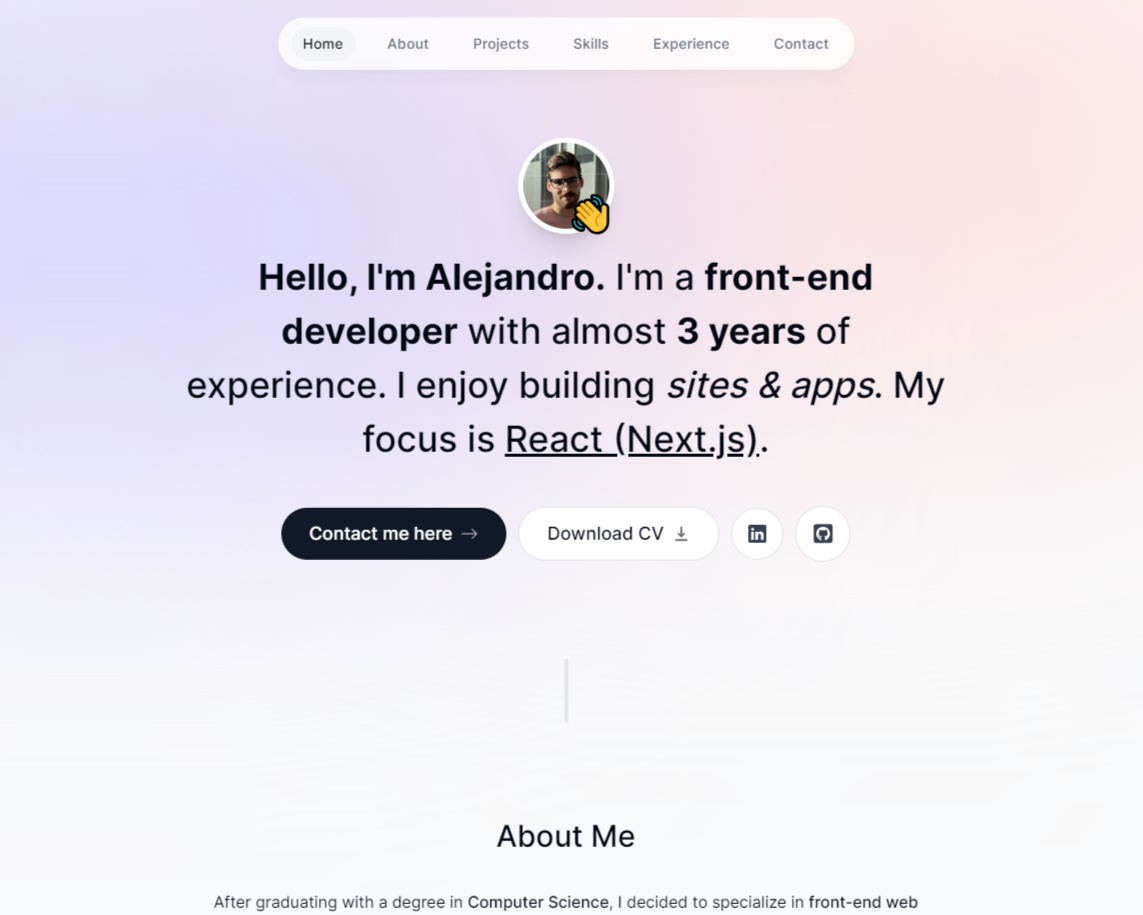 Home About Projects Skills Experience Contact
Hello, I'm Alejandro. I'm a front-end
developer with almost 3 years of
experience. I enjoy building sites & apps. My
focus is React (Next.js).
Contact me here Download CV in
About Me
After graduating with a degree in Computer Science, I decided to specialize in front-end web